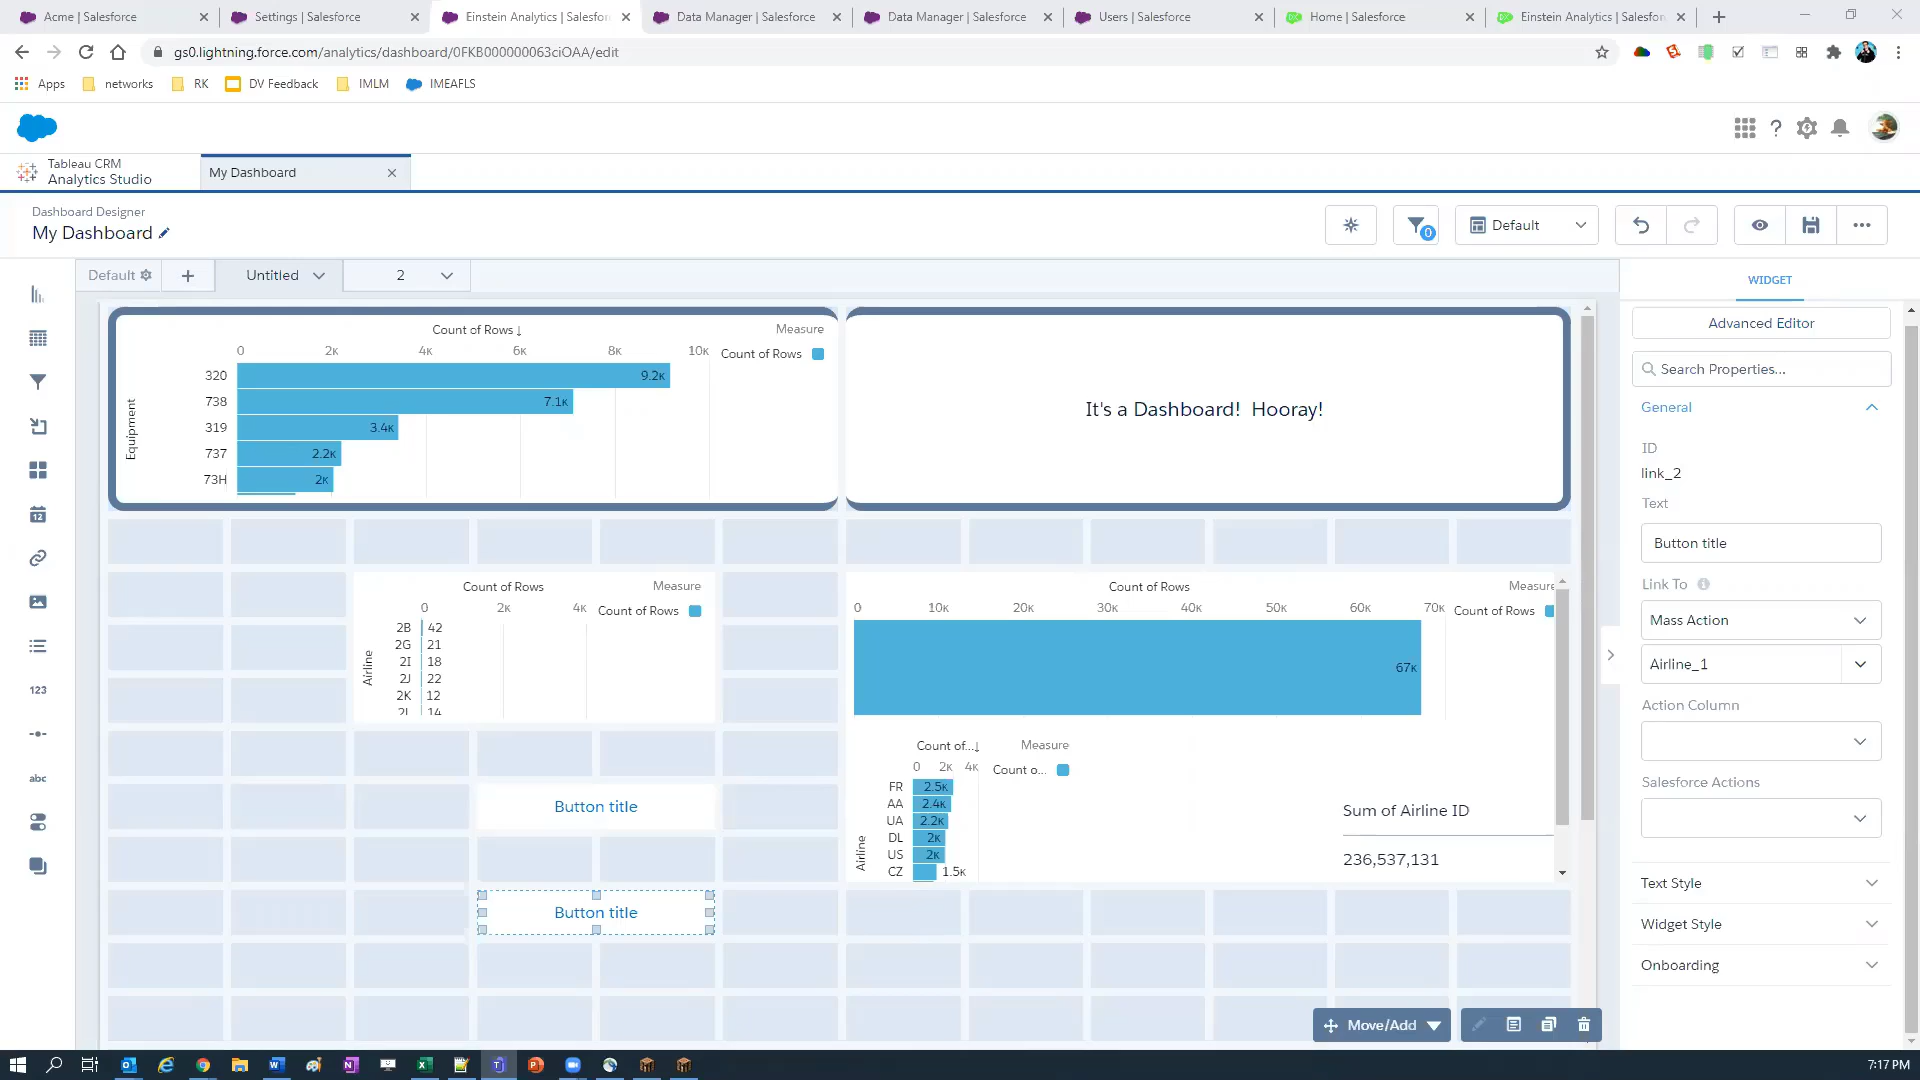 Acme | Salesforce
Settings | Salesforce
Einstein Analytics | Salesfor
Data Manager | Salesforce
Data Manager | Salesforce
Users | Salesforce
Home | Salesforce
Einstein Analytics | Salesfor
gs0.lightning.force.com/analytics/dashboard/0FKB000000063ciOAA/edit
Apps
networks
RK
DV Feedback
IMLM
IMEAFLS
Tableau CRM
Analytics Studio
My Dashboard
Dashboard Designer
My Dashboard
0
Default
Default
Untitled
2
WIDGET
Count of Rows ↓
Measure
0 2K 4K 6K 8K 10K
Count of Rows
Equipment
320 9.2K
738 7.1K
319 3.4K
737 2.2K
73H 2K
It's a Dashboard! Hooray!
Count of Rows
Measure
0 2K 4K
Count of Rows
Airline
2B 42
2G 21
2I 18
2J 22
2K 12
2L 14
Count of Rows
Measure
0 10K 20K 30K 40K 50K 60K 70K
Count of Rows
67K
Count of...↓
Measure
0 2K 4K
Count o...
Airline
FR 2.5K
AA 2.4K
UA 2.2K
DL 2K
US 2K
CZ 1.5K
Sum of Airline ID
236,537,131
Button title
Button title
12
123
abc
Move/Add
Advanced Editor
Search Properties...
General
ID
link_2
Text
Button title
Link To
Mass Action
Airline_1
Action Column
Salesforce Actions
Text Style
Widget Style
Onboarding
7:17 PM